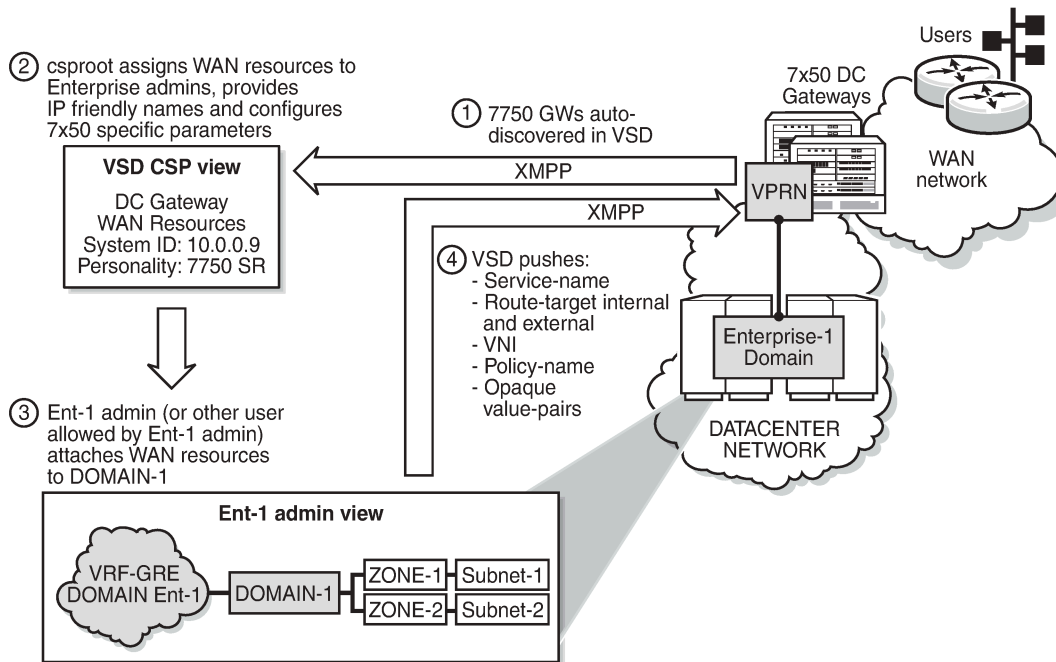 2
csproot assigns WAN resources to
Enterprise admins, provides
IP friendly names and configures
7x50 specific parameters
VSD CSP view
DC Gateway
WAN Resources
System ID: 10.0.0.9
Personality: 7750 SR
1
7750 GWs auto-
discovered in VSD
XMPP
XMPP
7x50 DC
Gateways
Users
WAN
network
VPRN
4
VSD pushes:
- Service-name
- Route-target internal
and external
- VNI
- Policy-name
- Opaque
value-pairs
Enterprise-1
Domain
DATACENTER
NETWORK
3
Ent-1 admin (or other user
allowed by Ent-1 admin)
attaches WAN resources
to DOMAIN-1
Ent-1 admin view
VRF-GRE
DOMAIN Ent-1
DOMAIN-1
ZONE-1
Subnet-1
ZONE-2
Subnet-2